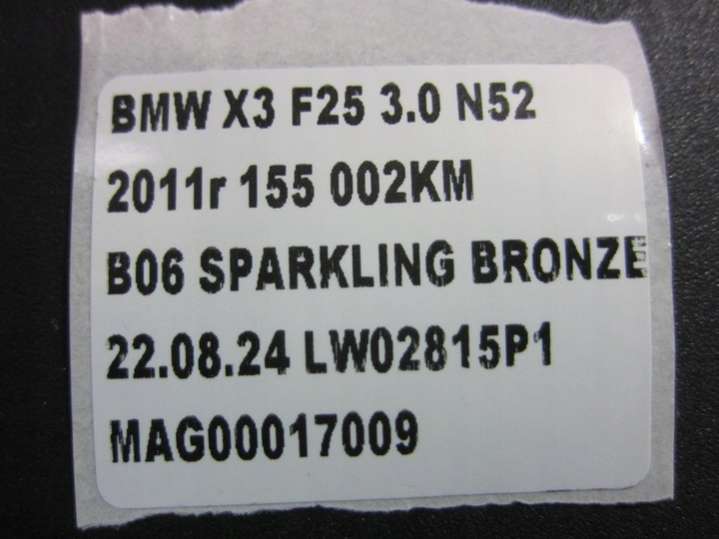 BMW X3 F25 3.0 N52
2011r 155 002KM
B06 SPARKLING BRONZE
22.08.24 LW02815P1
MAG00017009